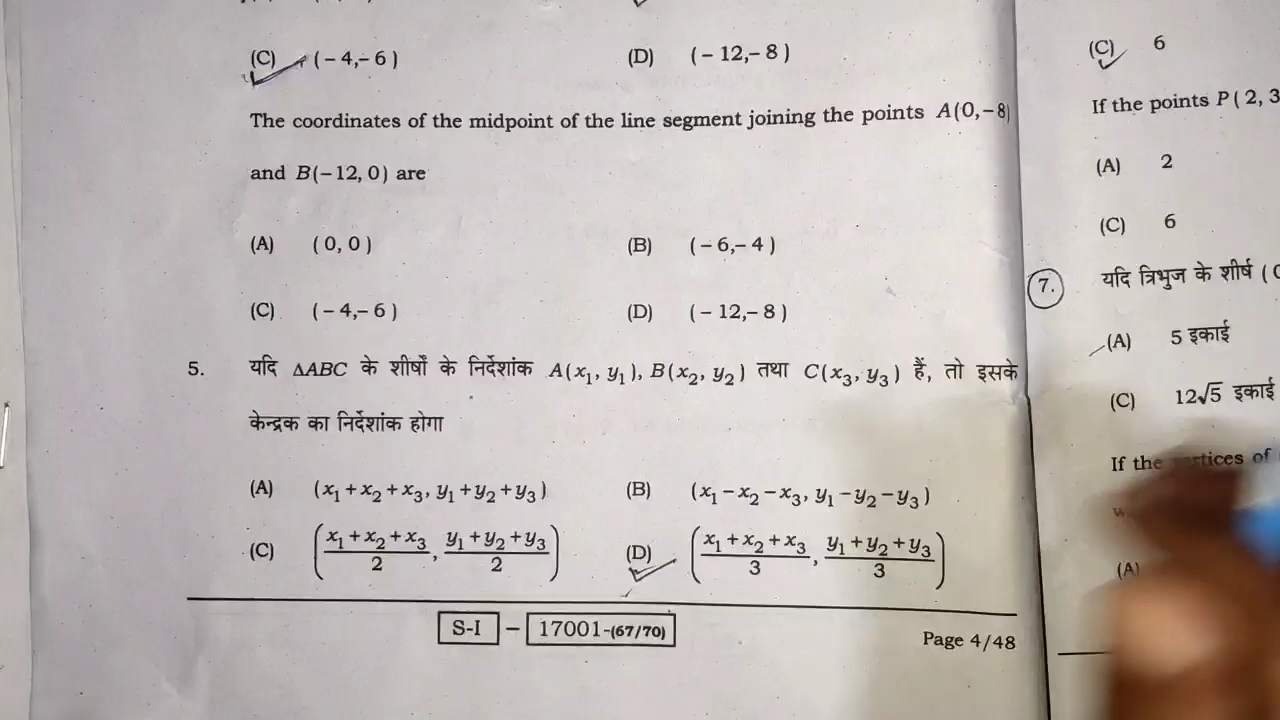 (C) (-4,-6) (D) (-12,-8)
The coordinates of the midpoint of the line segment joining the points A(0,-8)
and B(-12, 0) are
(A) (0, 0) (B) (-6,-4)
(C) (-4,-6) (D) (-12,-8)
5. यदि ΔABC के शीर्षों के निर्देशांक A(x₁, y₁), B(x₂, y₂) तथा C(x₃, y₃) हैं, तो इसके
केन्द्रक का निर्देशांक होगा
(A) (x₁+x₂+x₃, y₁+y₂+y₃) (B) (x₁-x₂-x₃, y₁-y₂-y₃)
(C) ((x₁+x₂+x₃)/2, (y₁+y₂+y₃)/2) (D) ((x₁+x₂+x₃)/3, (y₁+y₂+y₃)/3)
S-I - 17001-(67/70)
Page 4/48
(C) 6
If the points P(2, 3
(A) 2
(C) 6
7. यदि त्रिभुज के शीर्ष (
(A) 5 इकाई
(C) 12√5 इकाई
If the of
(A)